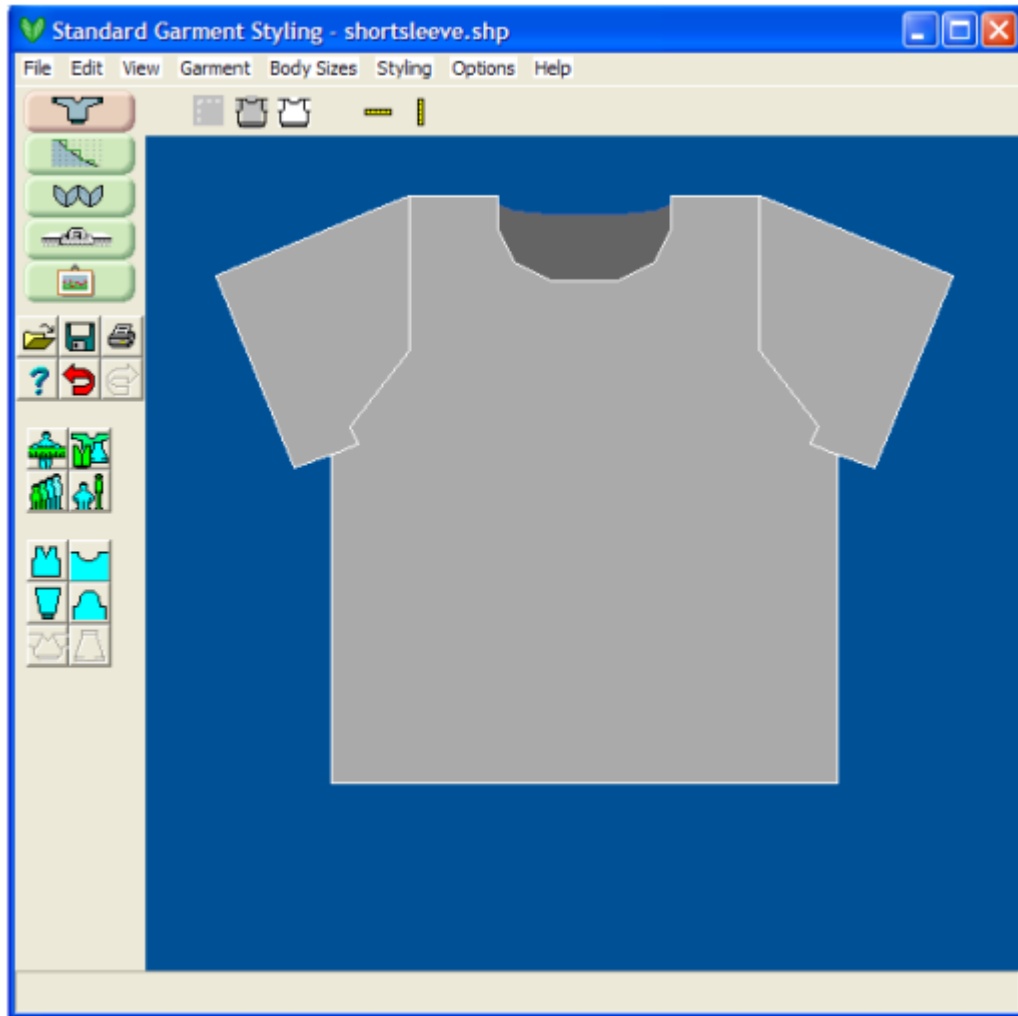 Standard Garment Styling - shortsleeve.shp
File Edit View Garment Body Sizes Styling Options Help
?